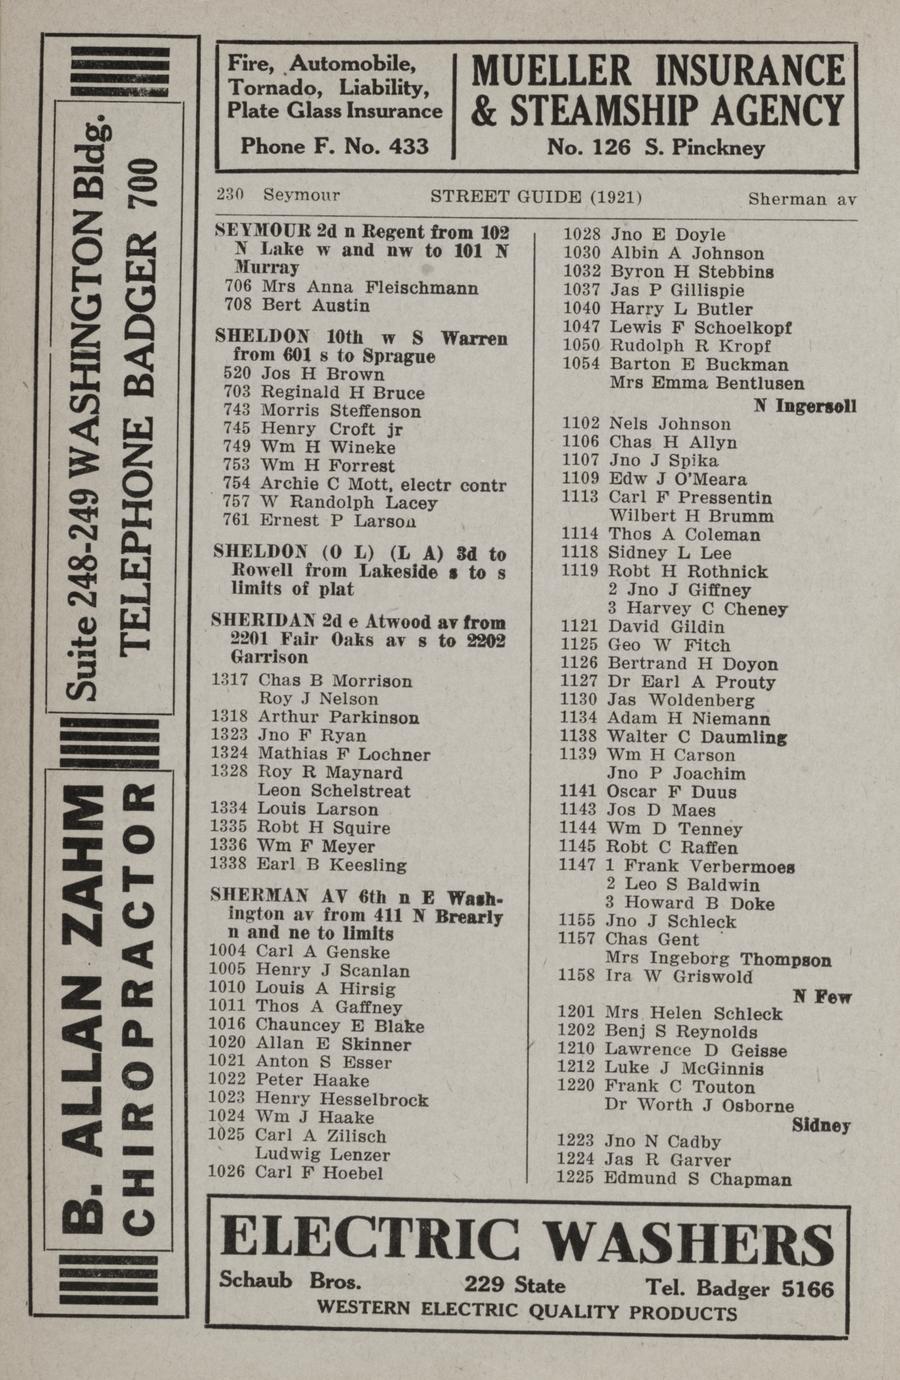 Suite 248-249 WASHINGTON Bldg.
TELEPHONE BADGER 700
B. ALLAN ZAHM
CHIROPRACTOR
Fire, Automobile,
Tornado, Liability,
Plate Glass Insurance
Phone F. No. 433
MUELLER INSURANCE
& STEAMSHIP AGENCY
No. 126 S. Pinckney
230 Seymour STREET GUIDE (1921) Sherman av
SEYMOUR 2d n Regent from 102
N Lake w and nw to 101 N
Murray
706 Mrs Anna Fleischmann
708 Bert Austin
SHELDON 10th w S Warren
from 601 s to Sprague
520 Jos H Brown
703 Reginald H Bruce
743 Morris Steffenson
745 Henry Croft jr
749 Wm H Wineke
753 Wm H Forrest
754 Archie C Mott, electr contr
757 W Randolph Lacey
761 Ernest P Larson
SHELDON (O L) (L A) 3d to
Rowell from Lakeside s to s
limits of plat
SHERIDAN 2d e Atwood av from
2201 Fair Oaks av s to 2202
Garrison
1317 Chas B Morrison
Roy J Nelson
1318 Arthur Parkinson
1323 Jno F Ryan
1324 Mathias F Lochner
1328 Roy R Maynard
Leon Schelstreat
1334 Louis Larson
1335 Robt H Squire
1336 Wm F Meyer
1338 Earl B Keesling
SHERMAN AV 6th n E Wash-
ington av from 411 N Brearly
n and ne to limits
1004 Carl A Genske
1005 Henry J Scanlan
1010 Louis A Hirsig
1011 Thos A Gaffney
1016 Chauncey E Blake
1020 Allan E Skinner
1021 Anton S Esser
1022 Peter Haake
1023 Henry Hesselbrock
1024 Wm J Haake
1025 Carl A Zilisch
Ludwig Lenzer
1026 Carl F Hoebel
1028 Jno E Doyle
1030 Albin A Johnson
1032 Byron H Stebbins
1037 Jas P Gillispie
1040 Harry L Butler
1047 Lewis F Schoelkopf
1050 Rudolph R Kropf
1054 Barton E Buckman
Mrs Emma Bentlusen
N Ingersoll
1102 Nels Johnson
1106 Chas H Allyn
1107 Jno J Spika
1109 Edw J O'Meara
1113 Carl F Pressentin
Wilbert H Brumm
1114 Thos A Coleman
1118 Sidney L Lee
1119 Robt H Rothnick
2 Jno J Giffney
3 Harvey C Cheney
1121 David Gildin
1125 Geo W Fitch
1126 Bertrand H Doyon
1127 Dr Earl A Prouty
1130 Jas Woldenberg
1134 Adam H Niemann
1138 Walter C Daumling
1139 Wm H Carson
Jno P Joachim
1141 Oscar F Duus
1143 Jos D Maes
1144 Wm D Tenney
1145 Robt C Raffen
1147 1 Frank Verbermoes
2 Leo S Baldwin
3 Howard B Doke
1155 Jno J Schleck
1157 Chas Gent
Mrs Ingeborg Thompson
1158 Ira W Griswold
N Few
1201 Mrs Helen Schleck
1202 Benj S Reynolds
1210 Lawrence D Geisse
1212 Luke J McGinnis
1220 Frank C Touton
Dr Worth J Osborne
Sidney
1223 Jno N Cadby
1224 Jas R Garver
1225 Edmund S Chapman
ELECTRIC WASHERS
Schaub Bros. 229 State Tel. Badger 5166
WESTERN ELECTRIC QUALITY PRODUCTS